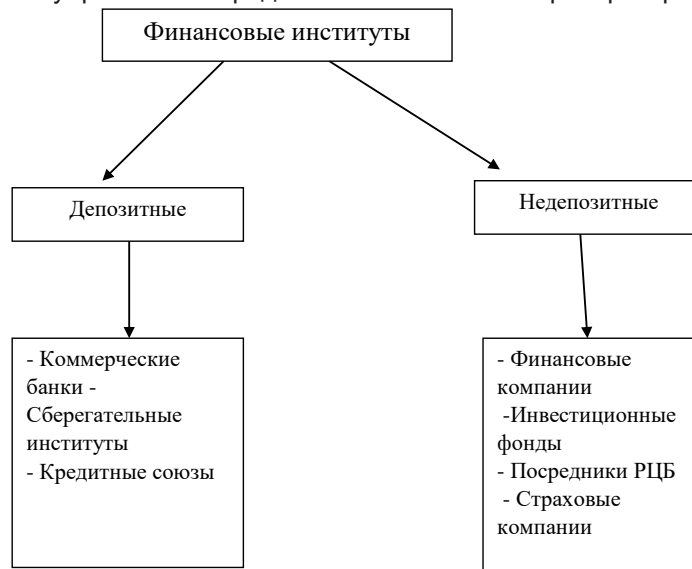 Финансовые институты
Депозитные
Недепозитные
- Коммерческие
банки -
Сберегательные
институты
- Кредитные союзы
- Финансовые
компании
-Инвестиционные
фонды
- Посредники РЦБ
- Страховые
компании